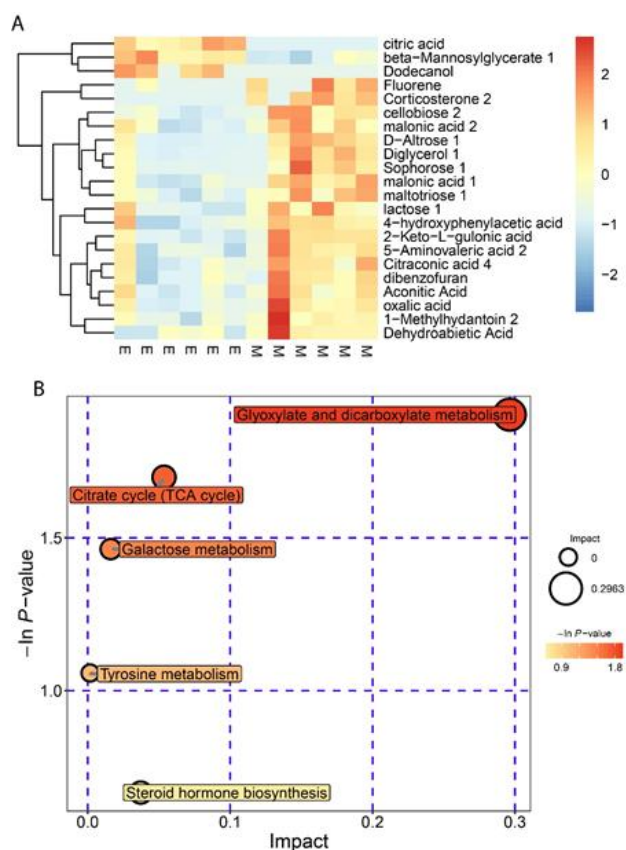 A
citric acid
beta-Mannosylglycerate 1
Dodecanol
Fluorene
Corticosterone 2
cellobiose 2
malonic acid 2
D-Altrose 1
Diglycerol 1
Sophorose 1
malonic acid 1
maltotriose 1
lactose 1
4-hydroxyphenylacetic acid
2-Keto-L-gulonic acid
5-Aminovaleric acid 2
Citraconic acid 4
dibenzofuran
Aconitic Acid
oxalic acid
1-Methylhydantoin 2
Dehydroabietic Acid
2
1
0
−1
−2
E E E E E E M M M M M M
B
Glyoxylate and dicarboxylate metabolism
Citrate cycle (TCA cycle)
1.5
Galactose metabolism
Tyrosine metabolism
1.0
Steroid hormone biosynthesis
−ln P−value
0.0 0.1 0.2 0.3
Impact
Impact
0
0.2963
−ln P−value
0.9 1.8